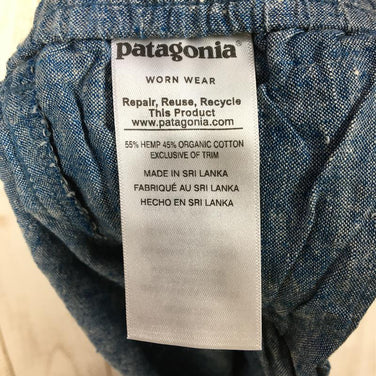 patagonia
WORN WEAR
Repair, Reuse, Recycle
This Product
www.patagonia.com
55% HEMP 45% ORGANIC COTTON
EXCLUSIVE OF TRIM
MADE IN SRI LANKA
FABRIQUÉ AU SRI LANKA
HECHO EN SRI LANKA